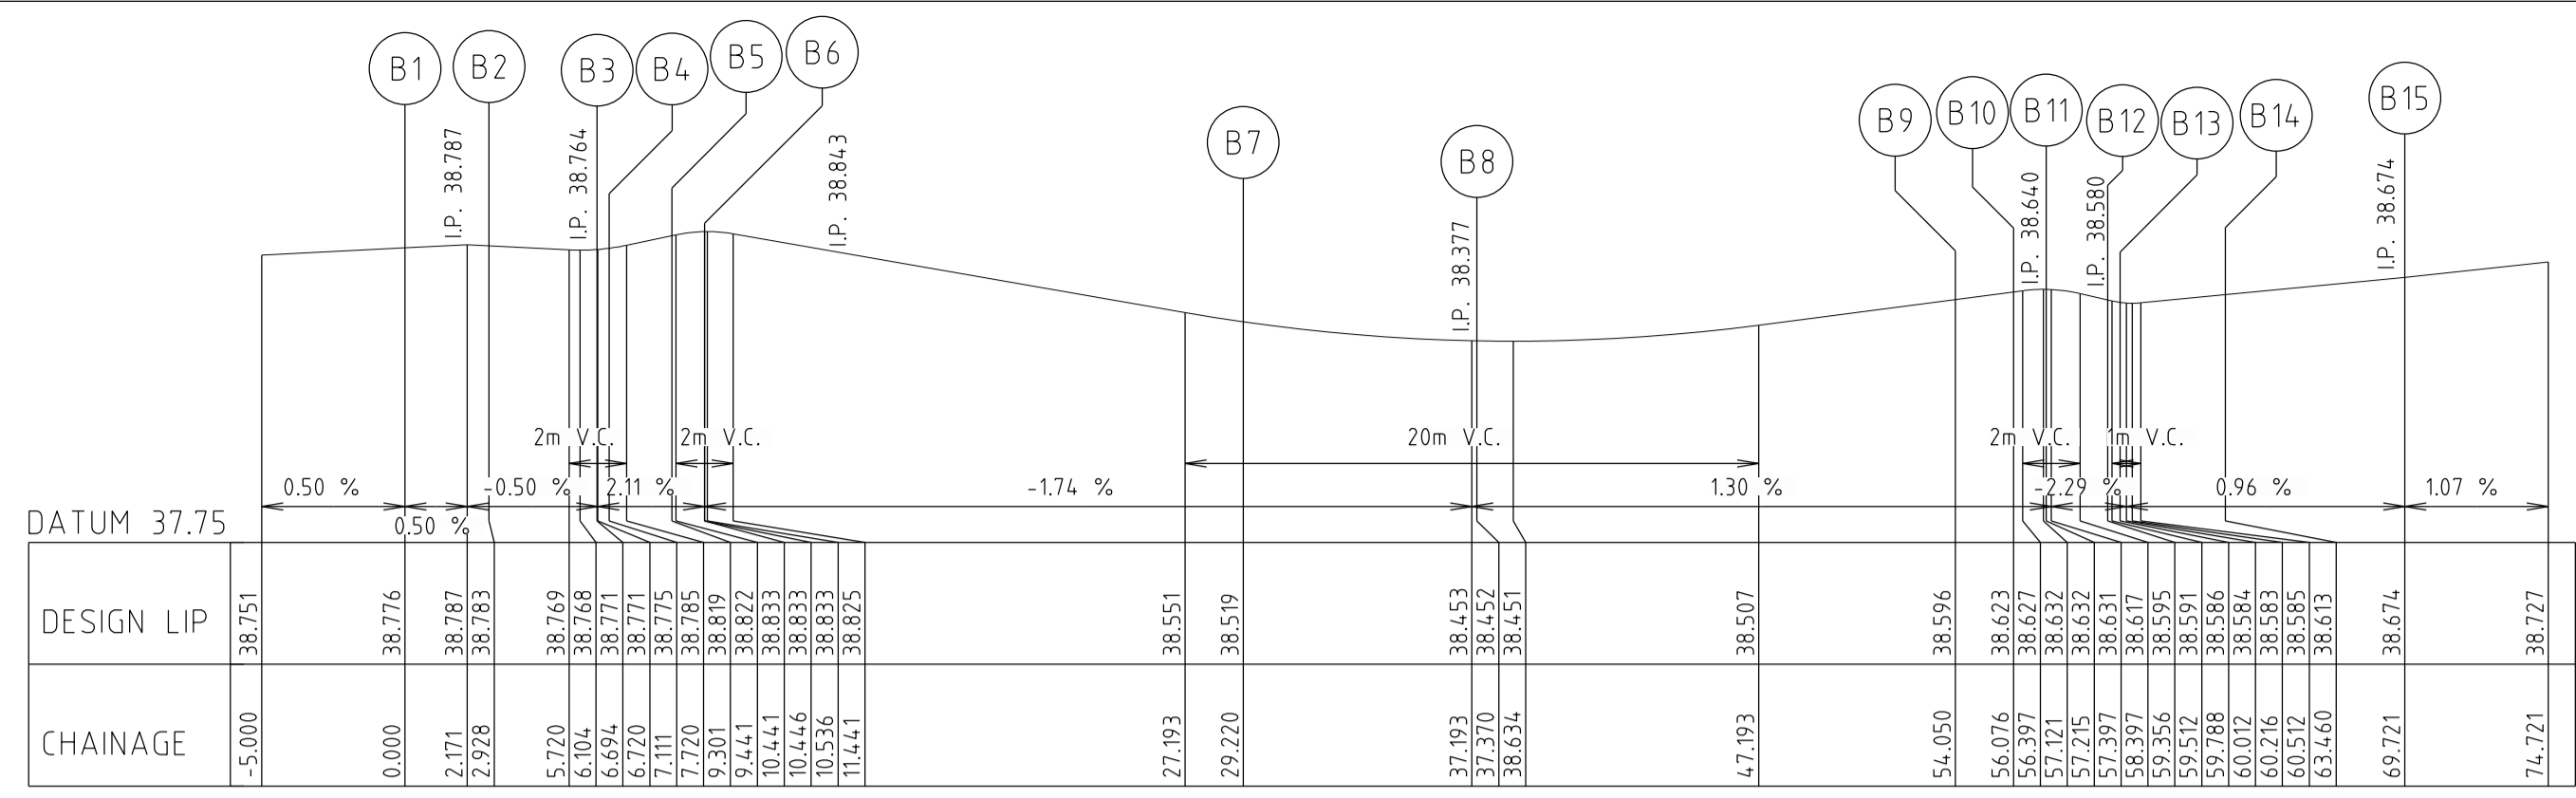 B1 B2 B3 B4 B5 B6 B7 B8 B9 B10 B11 B12 B13 B14 B15
I.P. 38.787 I.P. 38.764 I.P. 38.843 I.P. 38.377 I.P. 38.640 I.P. 38.580 I.P. 38.674
2m V.C. 2m V.C. 20m V.C. 2m V.C. 1m V.C.
0.50 % -0.50 % 2.11 % -1.74 % 1.30 % -2.29 % 0.96 % 1.07 %
DATUM 37.75 0.50 %
DESIGN LIP 38.751 38.776 38.787 38.783 38.769 38.768 38.771 38.771 38.775 38.785 38.819 38.822 38.833 38.833 38.833 38.825 38.551 38.519 38.453 38.452 38.451 38.507 38.596 38.623 38.627 38.632 38.632 38.631 38.617 38.595 38.591 38.586 38.584 38.583 38.585 38.613 38.674 38.727
CHAINAGE -5.000 0.000 2.171 2.928 5.720 6.104 6.694 6.720 7.111 7.720 9.301 9.441 10.441 10.446 10.536 11.441 27.193 29.220 37.193 37.370 38.634 47.193 54.050 56.076 56.397 57.121 57.215 57.397 58.397 59.356 59.512 59.788 60.012 60.216 60.512 63.460 69.721 74.721